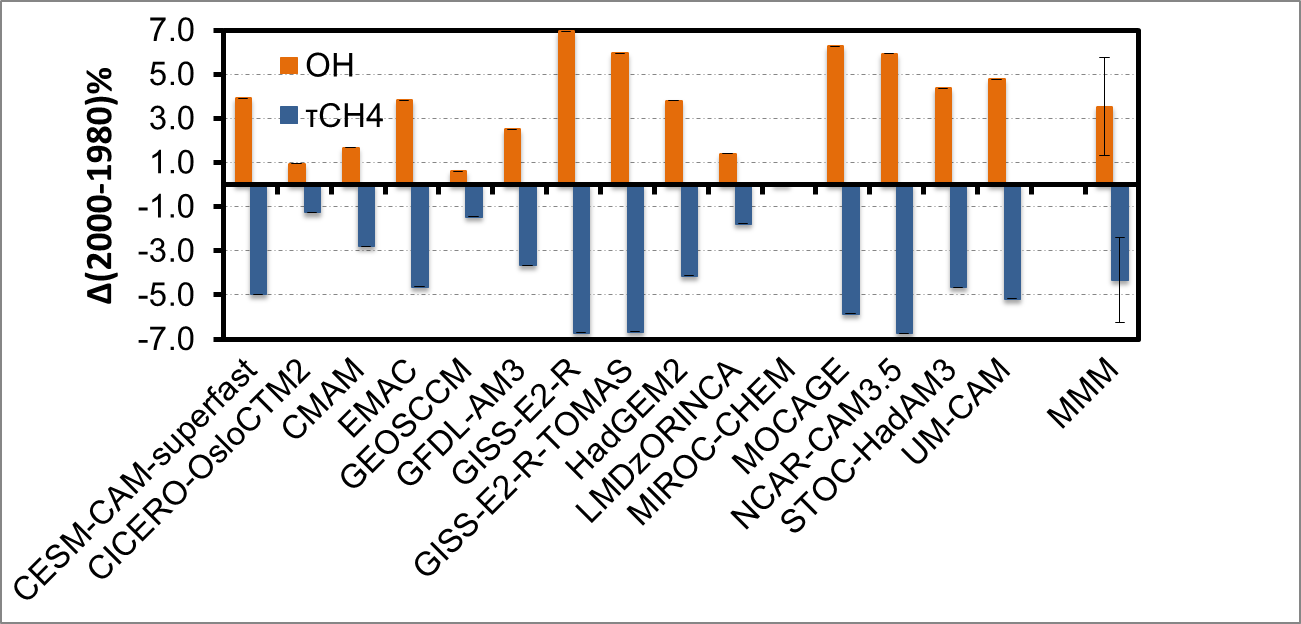 Δ(2000-1980)%
7.0
5.0
3.0
1.0
-1.0
-3.0
-5.0
-7.0
OH
τCH4
CESM-CAM-superfast
CICERO-OsloCTM2
CMAM
EMAC
GEOSCCM
GFDL-AM3
GISS-E2-R
GISS-E2-R-TOMAS
HadGEM2
LMDzORINCA
MIROC-CHEM
MOCAGE
NCAR-CAM3.5
STOC-HadAM3
UM-CAM
MMM